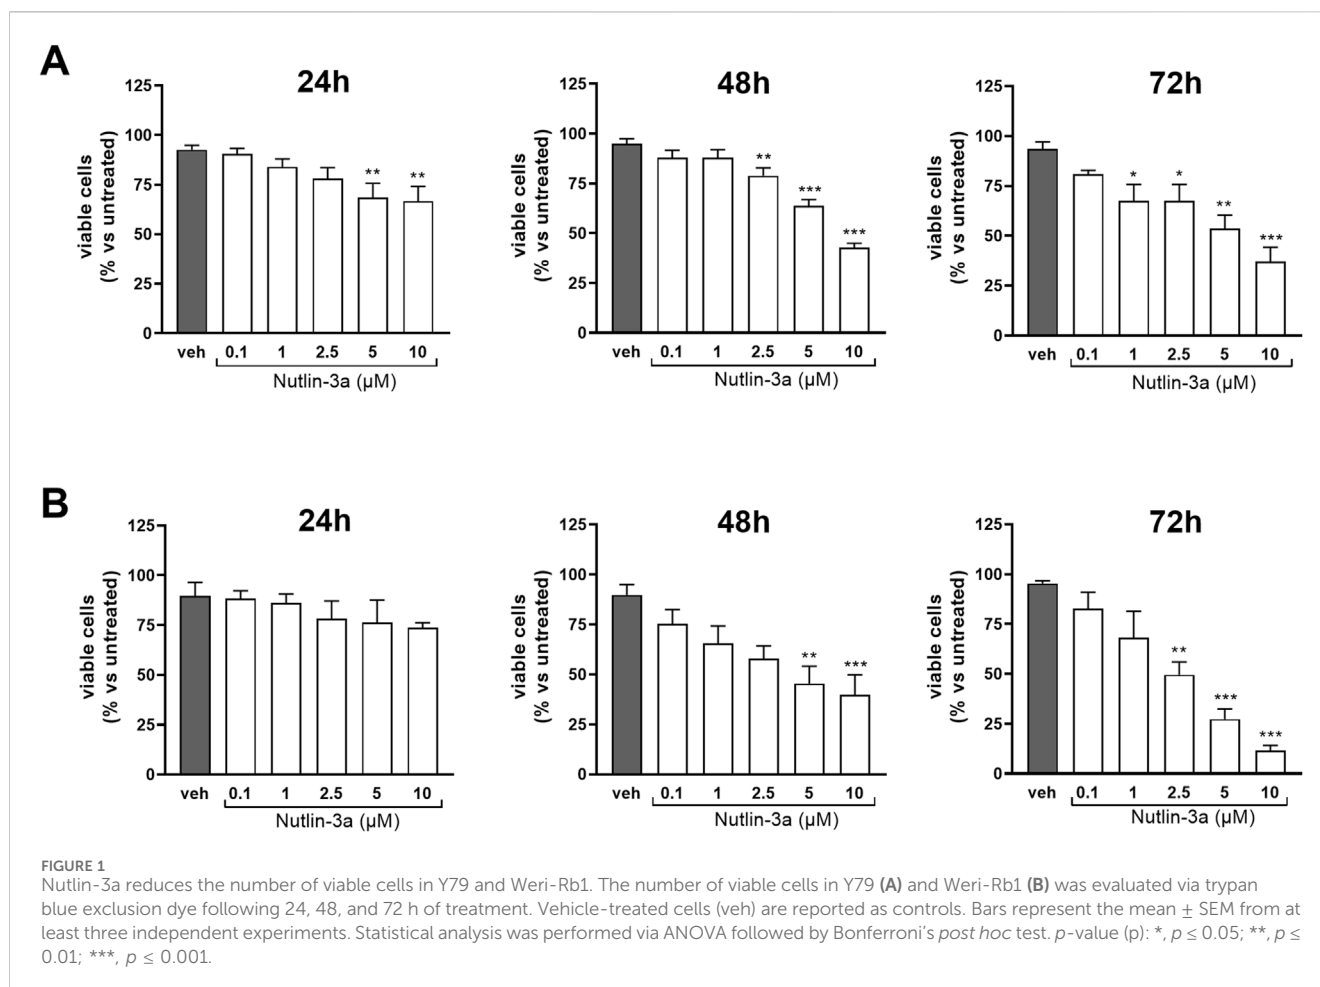 A
24h
125
100
75
50
25
0
viable cells
(% vs untreated)
**
**
veh 0.1 1 2.5 5 10
Nutlin-3a (µM)
48h
125
100
75
50
25
0
viable cells
(% vs untreated)
**
***
***
veh 0.1 1 2.5 5 10
Nutlin-3a (µM)
72h
125
100
75
50
25
0
viable cells
(% vs untreated)
*
*
**
***
veh 0.1 1 2.5 5 10
Nutlin-3a (µM)
B
24h
125
100
75
50
25
0
viable cells
(% vs untreated)
veh 0.1 1 2.5 5 10
Nutlin-3a (µM)
48h
125
100
75
50
25
0
viable cells
(% vs untreated)
**
***
veh 0.1 1 2.5 5 10
Nutlin-3a (µM)
72h
125
100
75
50
25
0
viable cells
(% vs untreated)
**
***
***
veh 0.1 1 2.5 5 10
Nutlin-3a (µM)
FIGURE 1
Nutlin-3a reduces the number of viable cells in Y79 and Weri-Rb1. The number of viable cells in Y79 (A) and Weri-Rb1 (B) was evaluated via trypan
blue exclusion dye following 24, 48, and 72 h of treatment. Vehicle-treated cells (veh) are reported as controls. Bars represent the mean ± SEM from at
least three independent experiments. Statistical analysis was performed via ANOVA followed by Bonferroni's post hoc test. p-value (p): *, p ≤ 0.05; **, p ≤
0.01; ***, p ≤ 0.001.